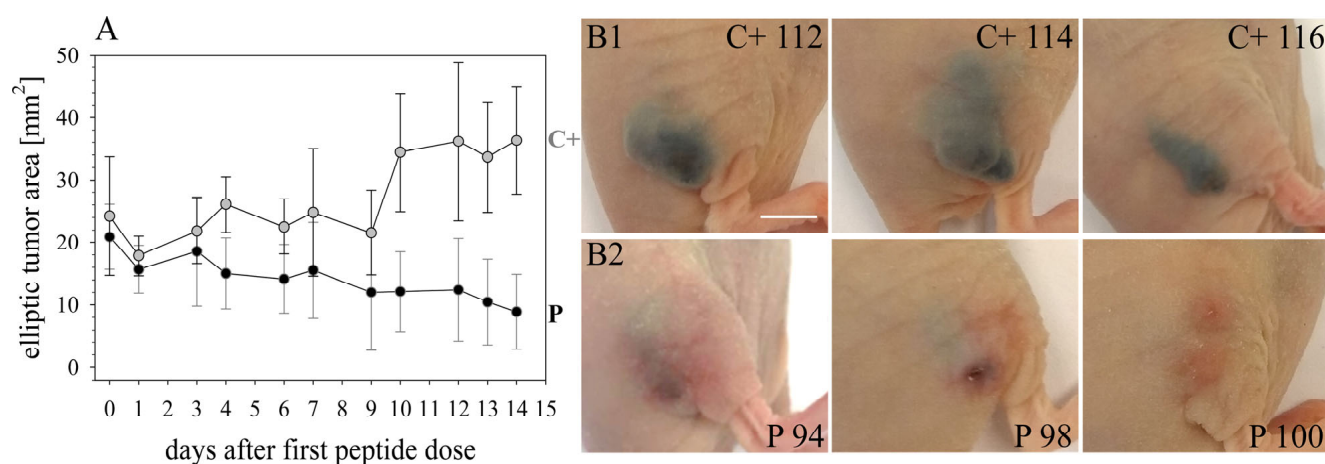 A
elliptic tumor area [mm²]
50
40
30
20
10
0
0 1 2 3 4 5 6 7 8 9 10 11 12 13 14 15
days after first peptide dose
C+
P
B1
C+ 112
C+ 114
C+ 116
B2
P 94
P 98
P 100